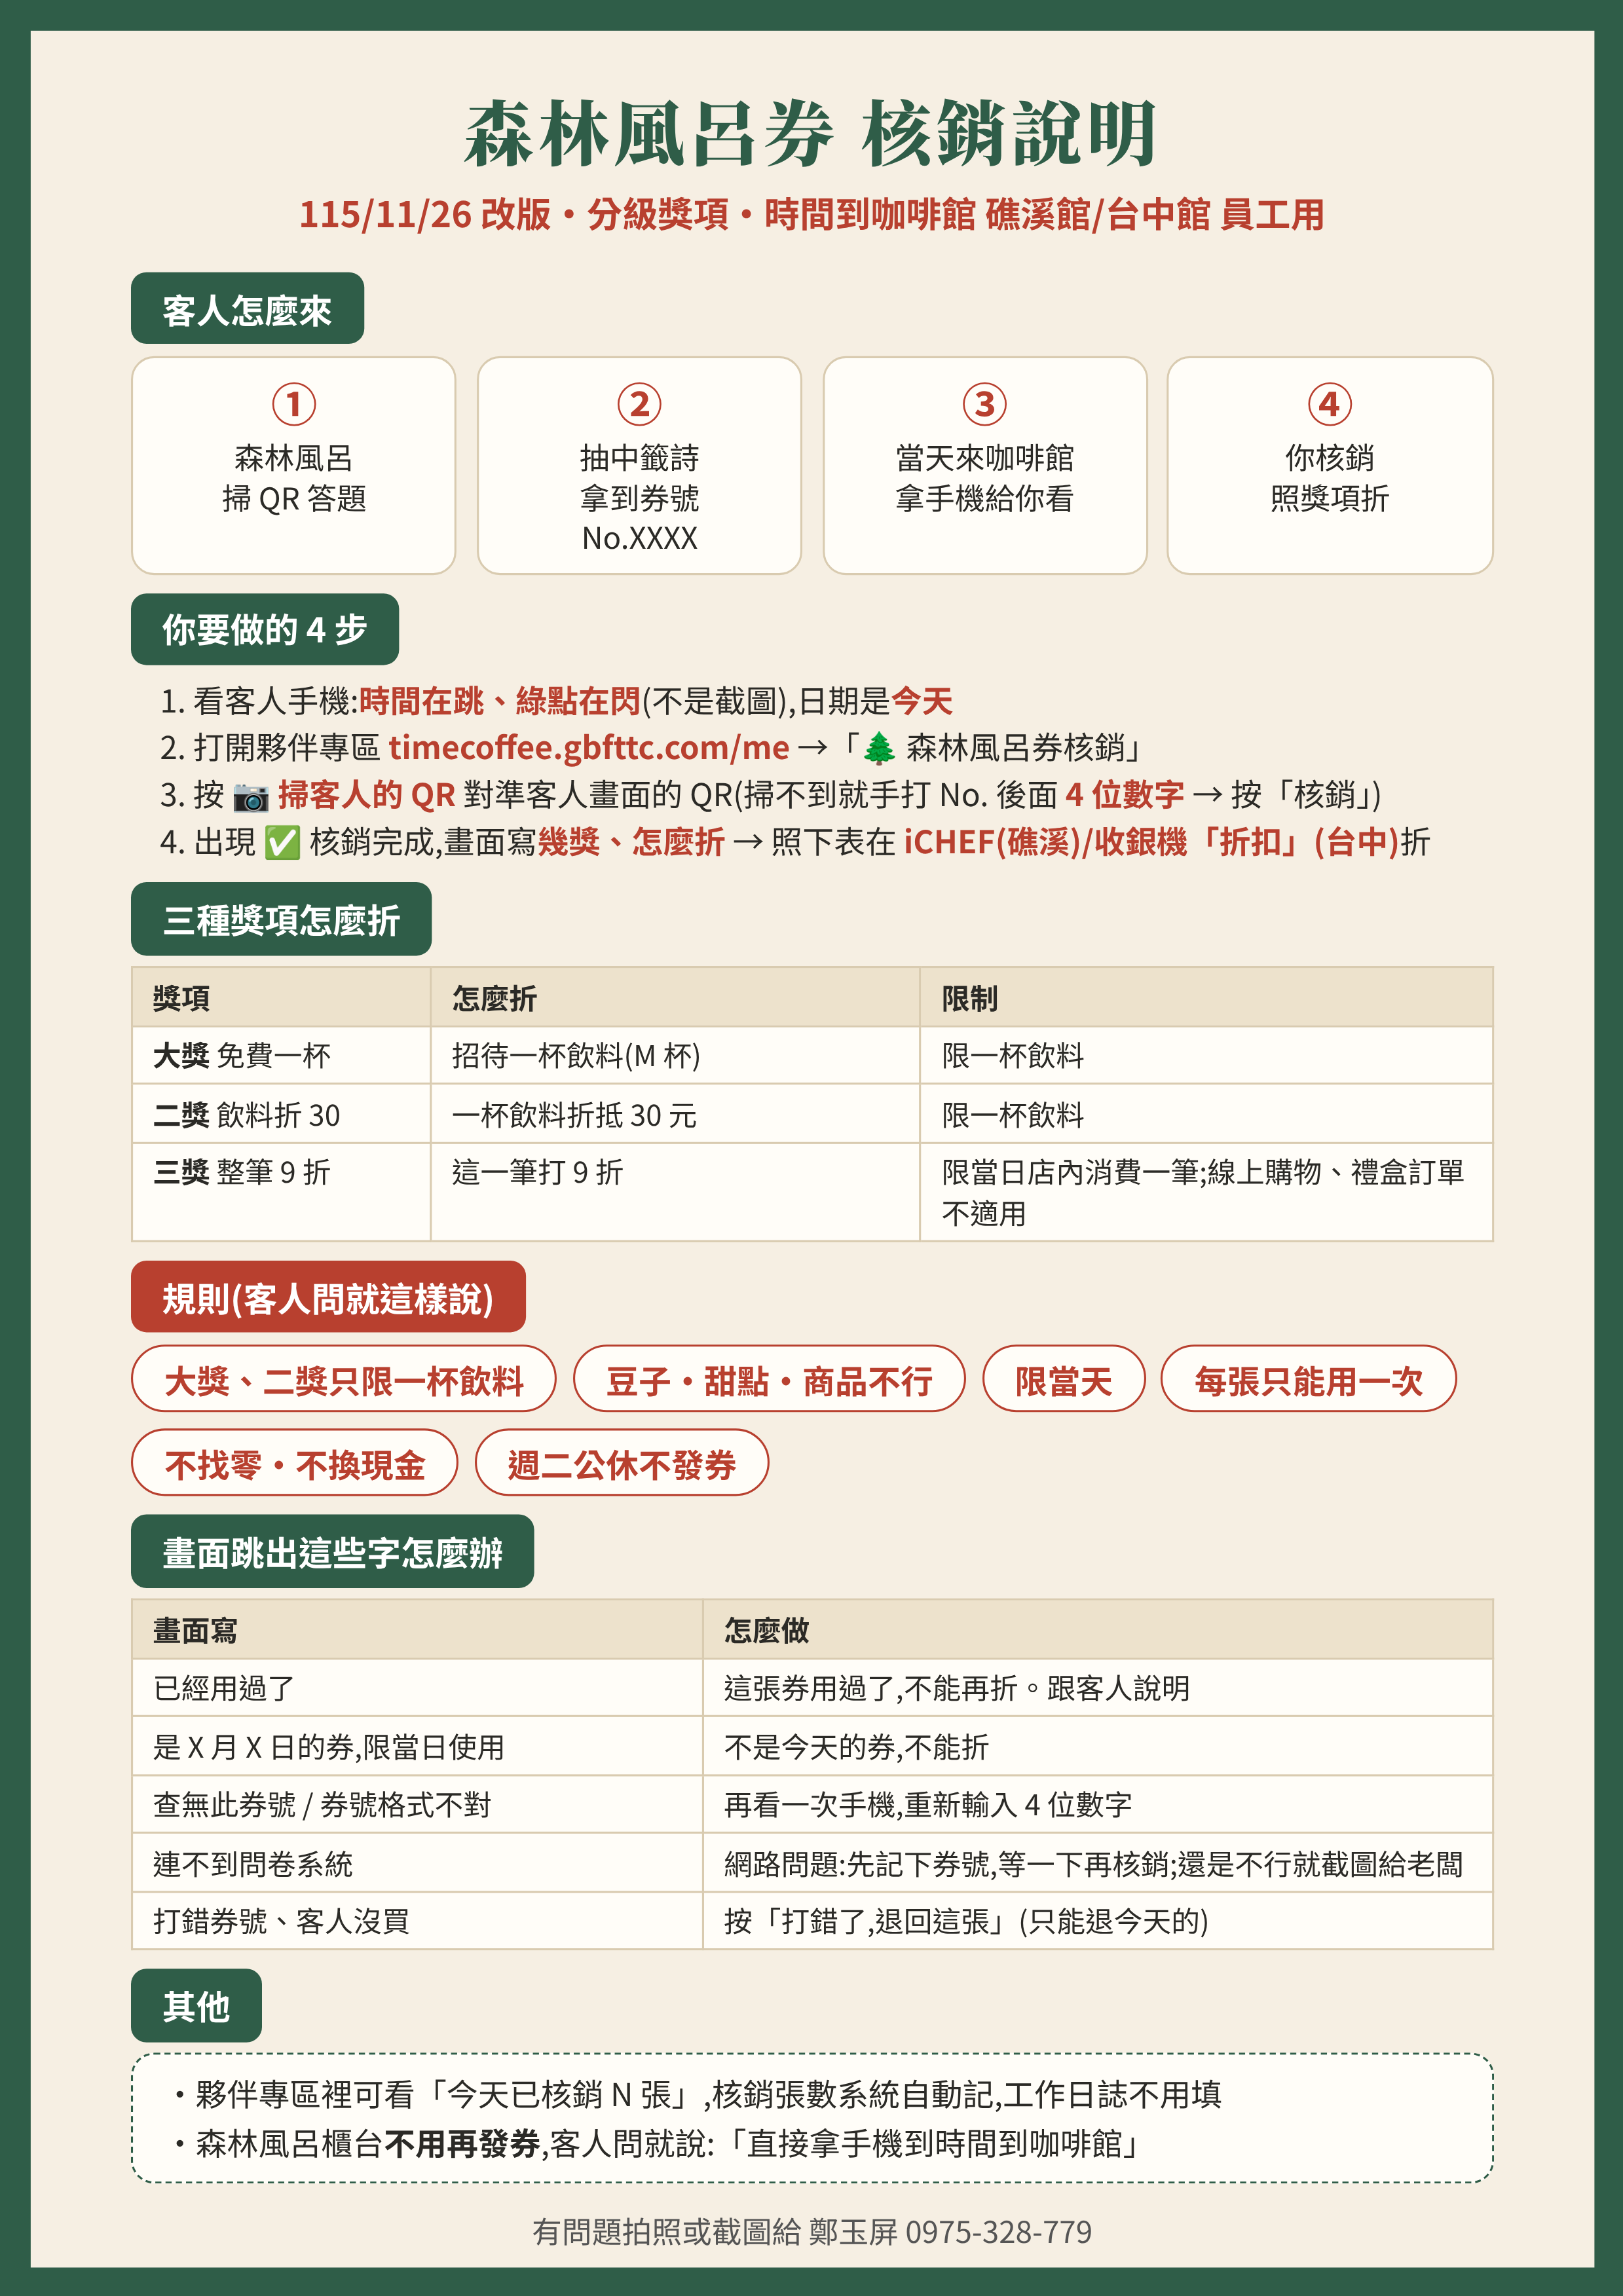 森林風呂券 核銷說明
115/11/26 改版・分級獎項・時間到咖啡館 礁溪館/台中館 員工用
客人怎麼來
①
森林風呂
掃 QR 答題
②
抽中籤詩
拿到券號
No.XXXX
③
當天來咖啡館
拿手機給你看
④
你核銷
照獎項折
你要做的 4 步
1. 看客人手機:時間在跳、綠點在閃(不是截圖),日期是今天
2. 打開夥伴專區 timecoffee.gbfttc.com/me →「🌲 森林風呂券核銷」
3. 按 📷 掃客人的 QR 對準客人畫面的 QR(掃不到就手打 No. 後面 4 位數字 → 按「核銷」)
4. 出現 ✅ 核銷完成,畫面寫幾獎、怎麼折 → 照下表在 iCHEF(礁溪)/收銀機「折扣」(台中)折
三種獎項怎麼折
獎項 怎麼折 限制
大獎 免費一杯 招待一杯飲料(M 杯) 限一杯飲料
二獎 飲料折 30 一杯飲料折抵 30 元 限一杯飲料
三獎 整筆 9 折 這一筆打 9 折 限當日店內消費一筆;線上購物、禮盒訂單
不適用
規則(客人問就這樣說)
大獎、二獎只限一杯飲料 豆子・甜點・商品不行 限當天 每張只能用一次
不找零・不換現金 週二公休不發券
畫面跳出這些字怎麼辦
畫面寫 怎麼做
已經用過了 這張券用過了,不能再折。跟客人說明
是 X 月 X 日的券,限當日使用 不是今天的券,不能折
查無此券號 / 券號格式不對 再看一次手機,重新輸入 4 位數字
連不到問卷系統 網路問題:先記下券號,等一下再核銷;還是不行就截圖給老闆
打錯券號、客人沒買 按「打錯了,退回這張」(只能退今天的)
其他
・夥伴專區裡可看「今天已核銷 N 張」,核銷張數系統自動記,工作日誌不用填
・森林風呂櫃台不用再發券,客人問就說:「直接拿手機到時間到咖啡館」
有問題拍照或截圖給 鄭玉屏 0975-328-779